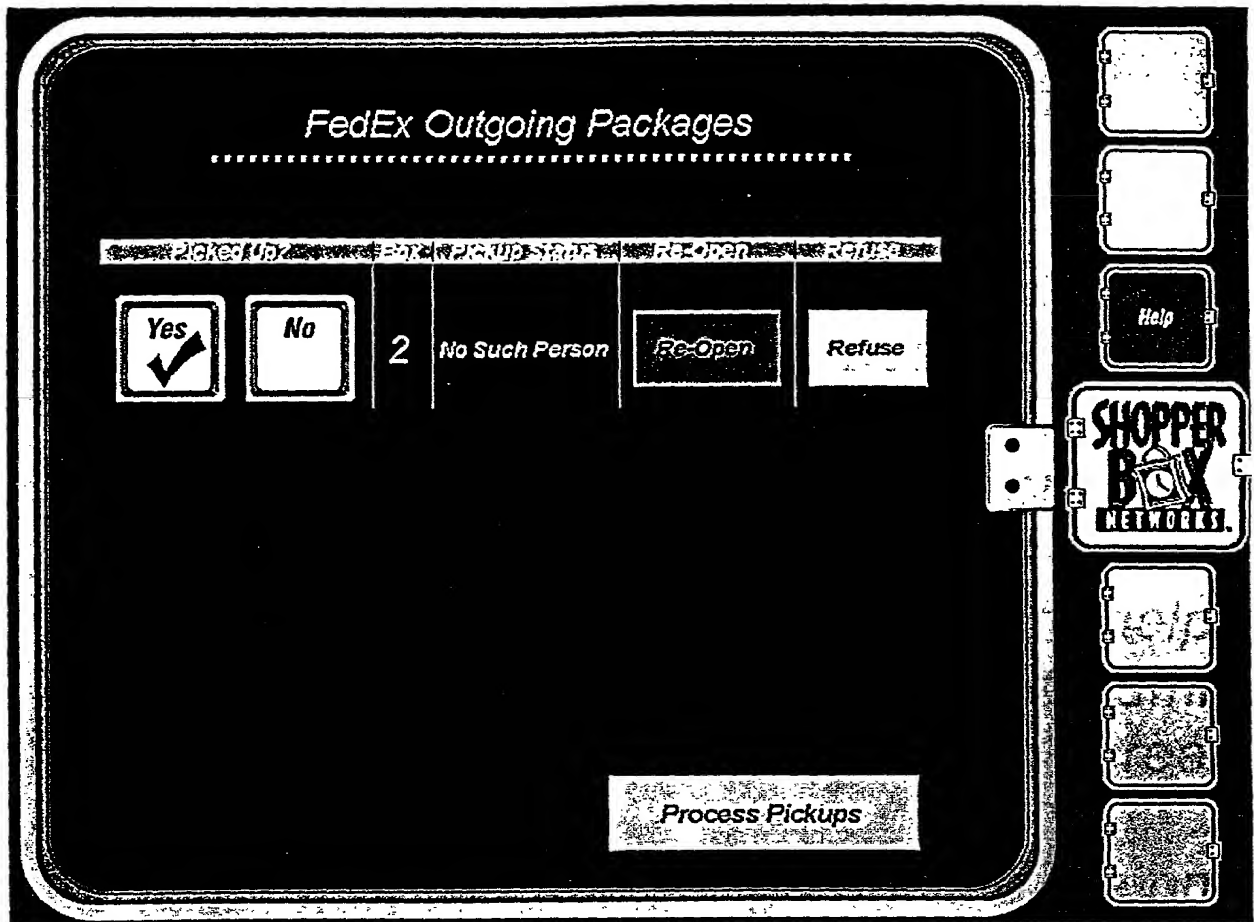 FedEx Outgoing Packages
Picked Up? Box Pickup Status Re-Open Refuse
Yes No 2 No Such Person Re-Open Refuse
Process Pickups
Help
SHOPPER
BOX
NETWORKS